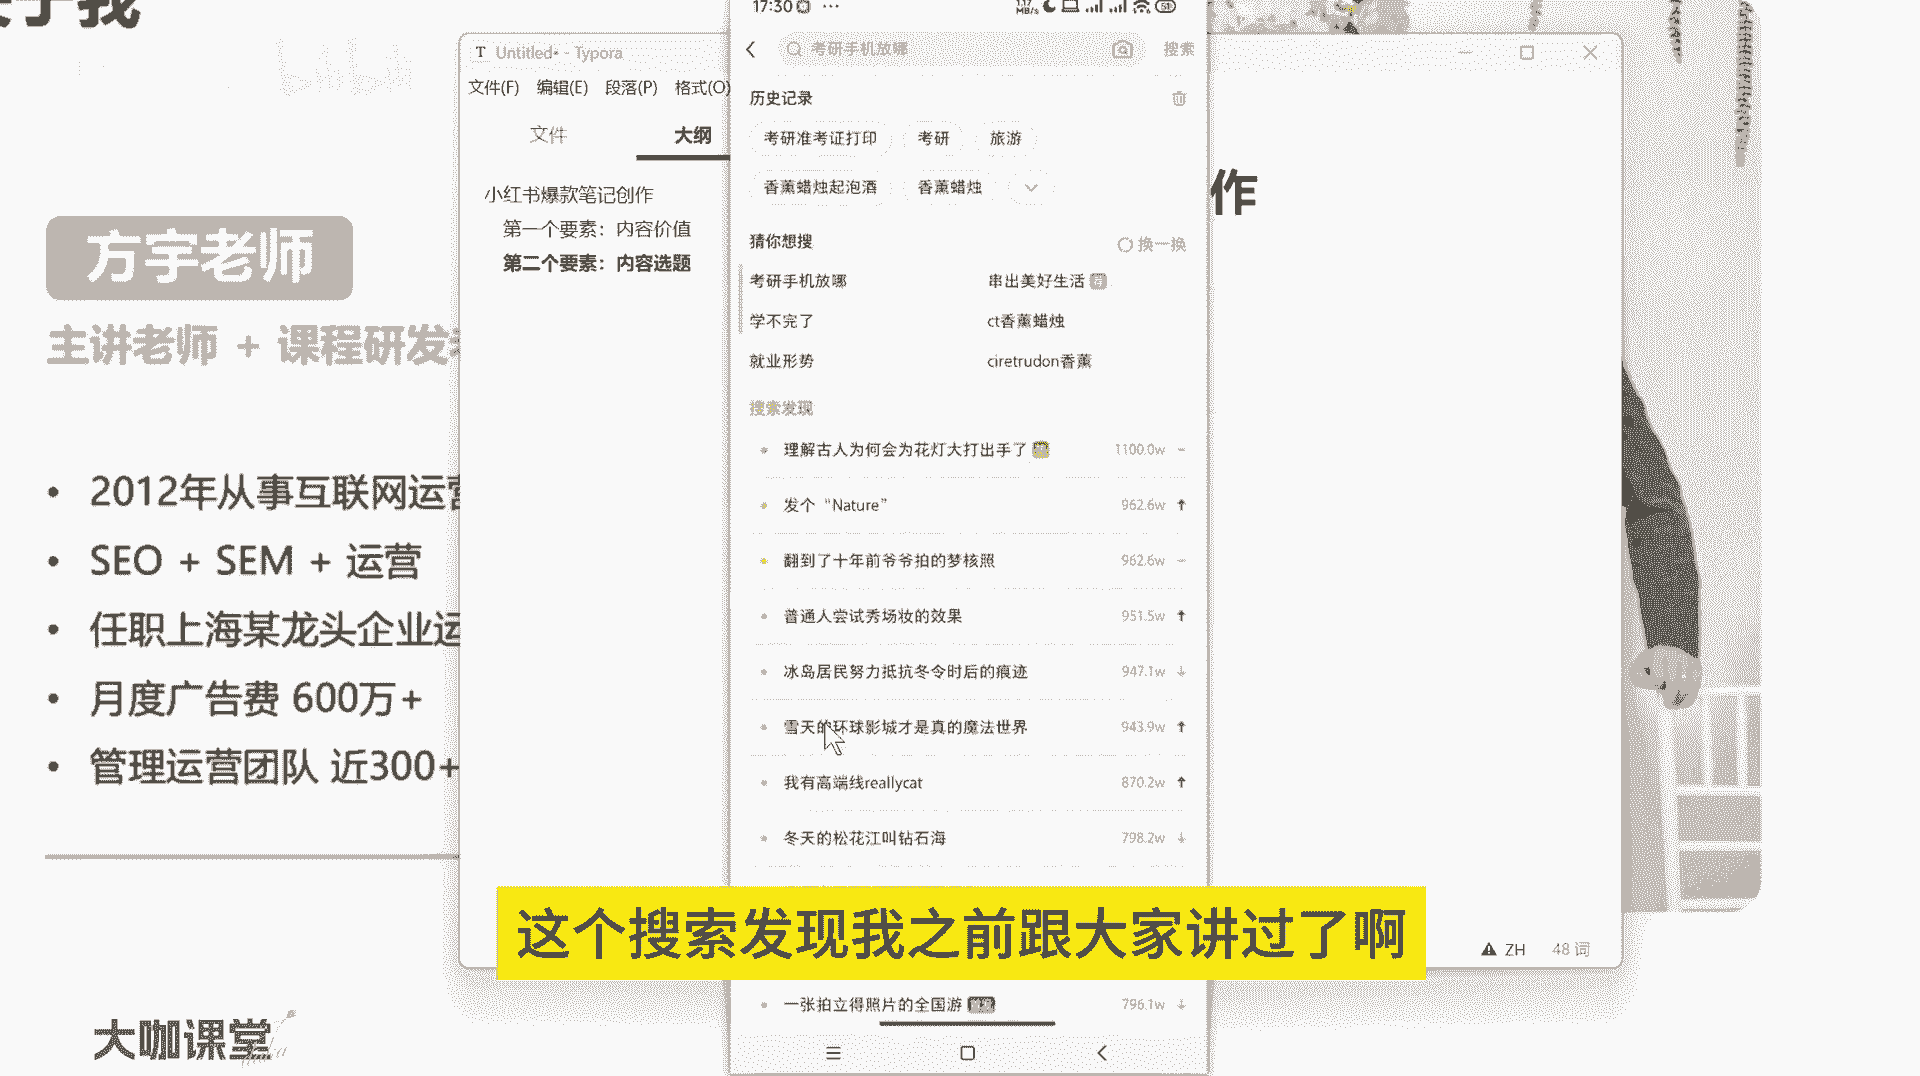 于我
bilibili
方宇老师
主讲老师 + 课程研发
2012年从事互联网运营
SEO + SEM + 运营
任职上海某龙头企业运
月度广告费 600万+
管理运营团队 近300+
大咖课堂
Untitled• - Typora
文件(F) 编辑(E) 段落(P) 格式(O)
文件 大纲
小红书爆款笔记创作
第一个要素：内容价值
第二个要素：内容选题
作
ZH 48 词
17:30 ···
考研手机放哪 搜索
历史记录
考研准考证打印 考研 旅游
香薰蜡烛起泡酒 香薰蜡烛
猜你想搜 换一换
考研手机放哪 串出美好生活
学不完了 ct香薰蜡烛
就业形势 ciretrudon香薰
搜索发现
理解古人为何会为花灯大打出手了 1100.0w
发个“Nature” 962.6w
翻到了十年前爷爷拍的梦核照 962.6w
普通人尝试秀场妆的效果 951.5w
冰岛居民努力抵抗冬令时后的痕迹 947.1w
雪天的环球影城才是真的魔法世界 943.9w
我有高端线reallycat 870.2w
冬天的松花江叫钻石海 798.2w
这个搜索发现我之前跟大家讲过了啊
一张拍立得照片的全国游 796.1w